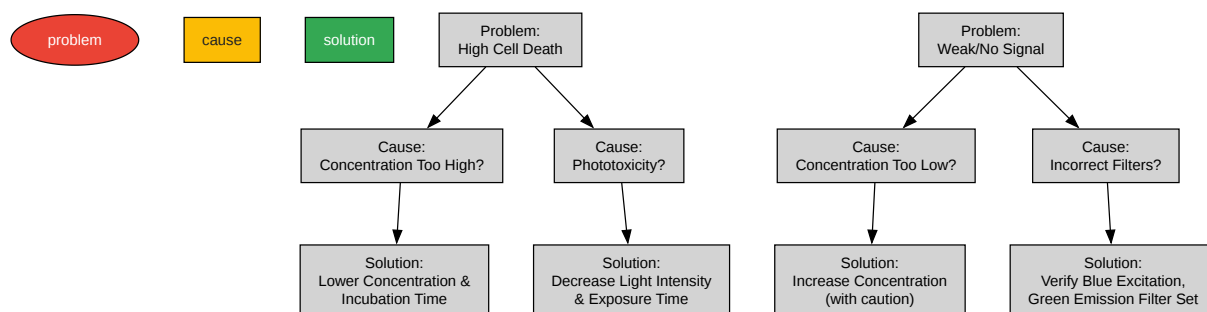 problem
cause
solution
Problem:
High Cell Death
Problem:
Weak/No Signal
Cause:
Concentration Too High?
Cause:
Phototoxicity?
Cause:
Concentration Too Low?
Cause:
Incorrect Filters?
Solution:
Lower Concentration &
Incubation Time
Solution:
Decrease Light Intensity
& Exposure Time
Solution:
Increase Concentration
(with caution)
Solution:
Verify Blue Excitation,
Green Emission Filter Set